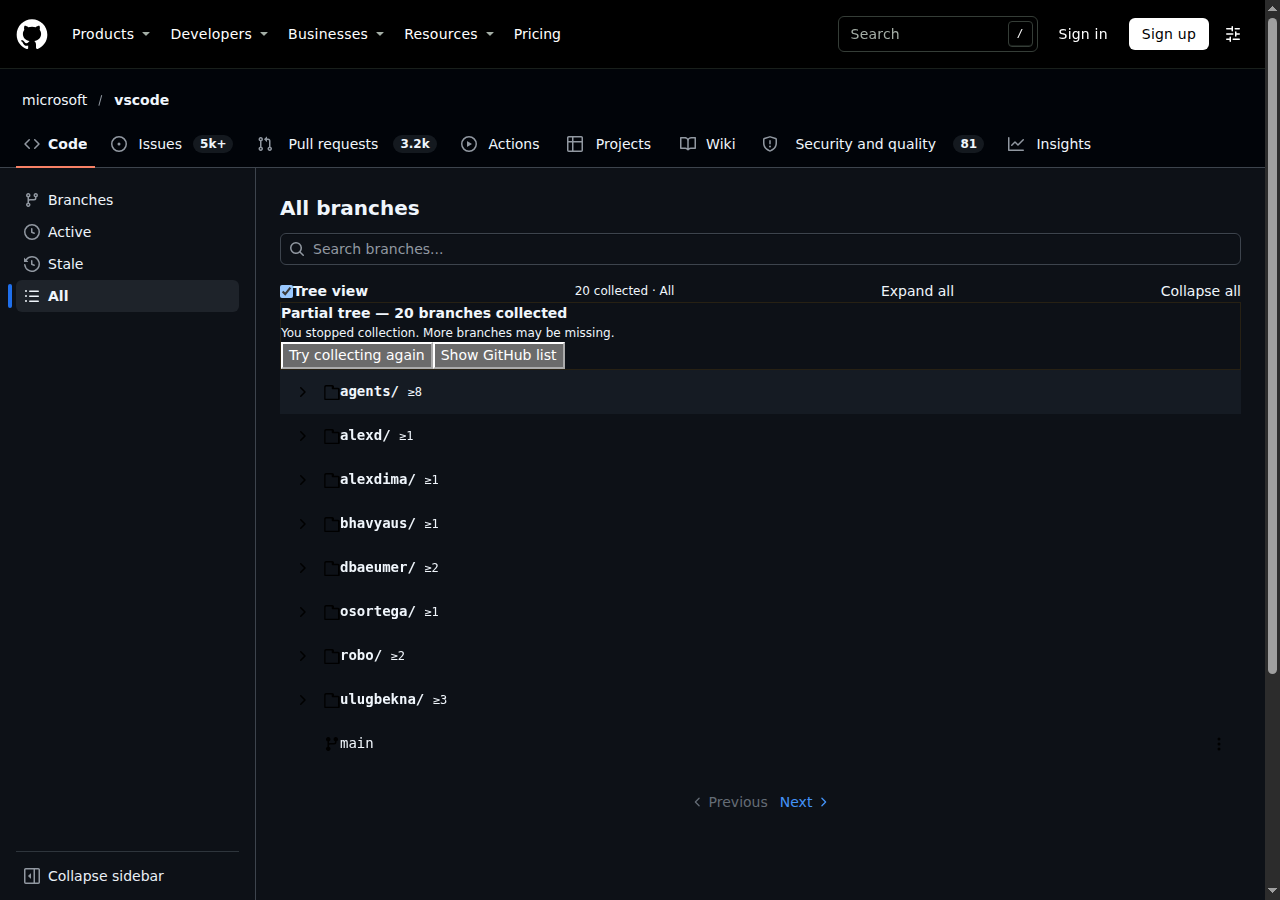 Products Developers Businesses Resources Pricing Search / Sign in Sign up
microsoft / vscode
Code Issues 5k+ Pull requests 3.2k Actions Projects Wiki Security and quality 81 Insights
Branches
Active
Stale
All
All branches
Search branches...
Tree view 20 collected · All Expand all Collapse all
Partial tree — 20 branches collected
You stopped collection. More branches may be missing.
Try collecting again Show GitHub list
agents/ ≥8
alexd/ ≥1
alexdima/ ≥1
bhavyaus/ ≥1
dbaeumer/ ≥2
osortega/ ≥1
robo/ ≥2
ulugbekna/ ≥3
main
Previous Next
Collapse sidebar